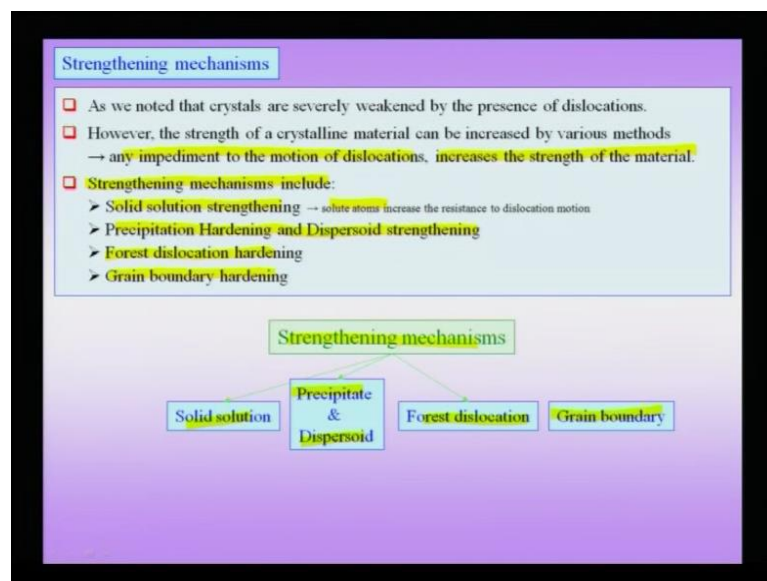 Strengthening mechanisms
❑ As we noted that crystals are severely weakened by the presence of dislocations.
❑ However, the strength of a crystalline material can be increased by various methods
→ any impediment to the motion of dislocations, increases the strength of the material.
❑ Strengthening mechanisms include:
➢ Solid solution strengthening → solute atoms increase the resistance to dislocation motion
➢ Precipitation Hardening and Dispersoid strengthening
➢ Forest dislocation hardening
➢ Grain boundary hardening
Strengthening mechanisms
Solid solution
Precipitate
&
Dispersoid
Forest dislocation
Grain boundary